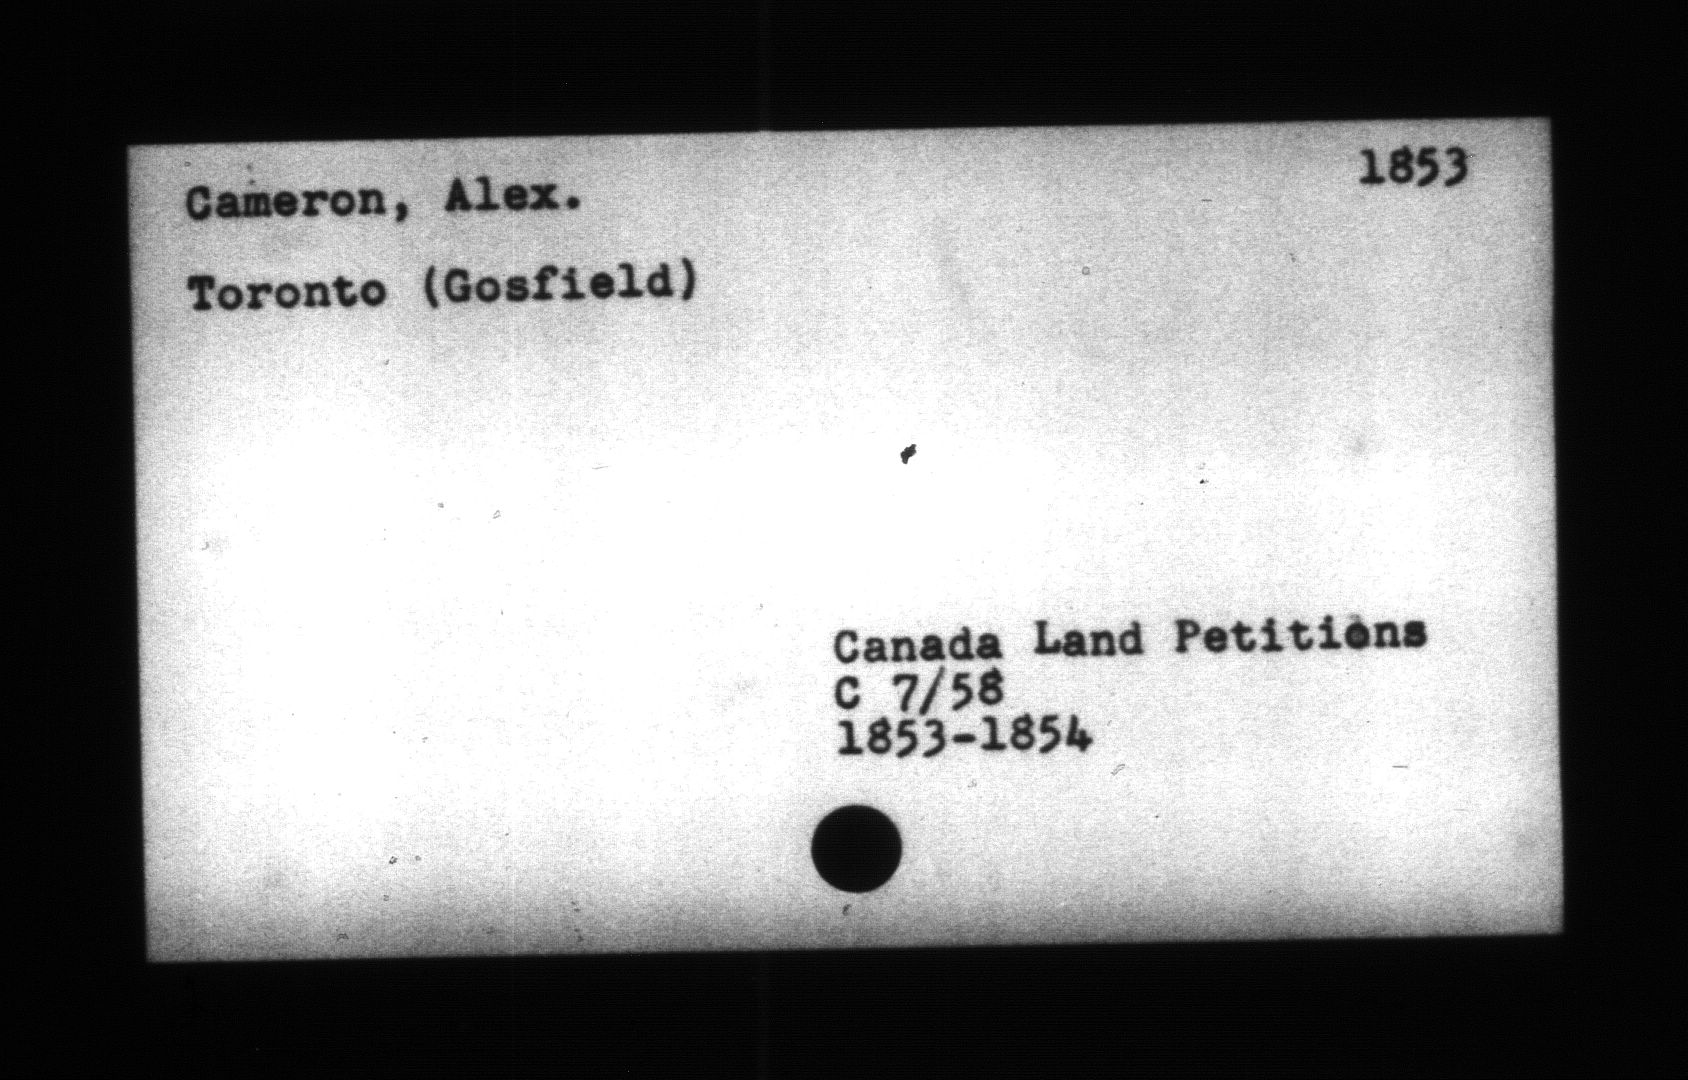 Cameron, Alex. 1853
Toronto (Gosfield)
Canada Land Petitions
C 7/58
1853-1854